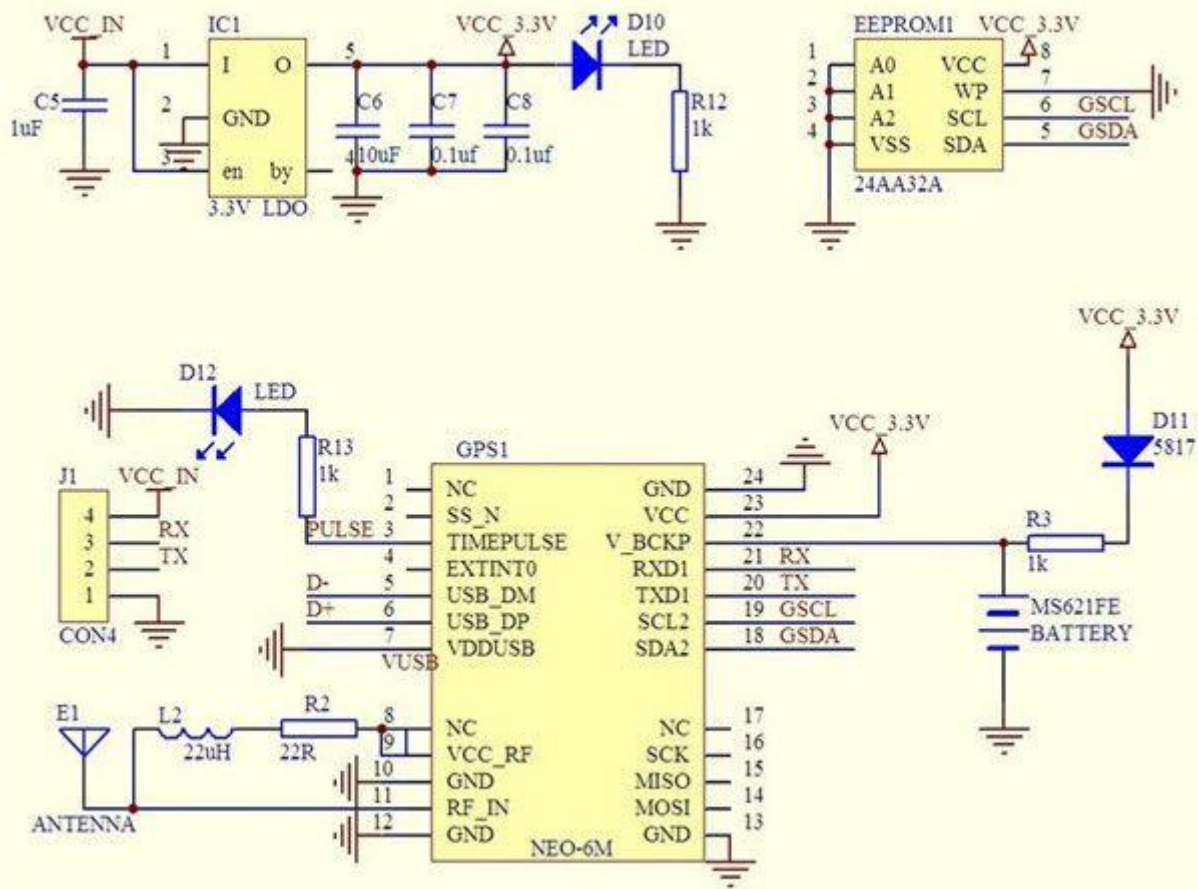 VCC_IN
IC1
1
I
O
5
2
GND
3
en
by
4
3.3V LDO
C5
1uF
C6
10uF
C7
0.1uf
C8
0.1uf
VCC_3.3V
D10
LED
R12
1k
EEPROM1
VCC_3.3V
1
A0
VCC
8
2
A1
WP
7
3
A2
SCL
6
GSCL
4
VSS
SDA
5
GSDA
24AA32A
D12
LED
R13
1k
J1
VCC_IN
4
3
RX
2
TX
1
CON4
GPS1
1
NC
2
SS_N
PULSE
3
TIMEPULSE
4
EXTINT0
D-
5
USB_DM
D+
6
USB_DP
7
VDDUSB
VUSB
8
NC
9
VCC_RF
10
GND
11
RF_IN
12
GND
GND
24
VCC
23
V_BCKP
22
RXD1
21
RX
TXD1
20
TX
SCL2
19
GSCL
SDA2
18
GSDA
NC
17
SCK
16
MISO
15
MOSI
14
GND
13
NEO-6M
VCC_3.3V
VCC_3.3V
D11
5817
R3
1k
MS621FE
BATTERY
E1
ANTENNA
L2
22uH
R2
22R